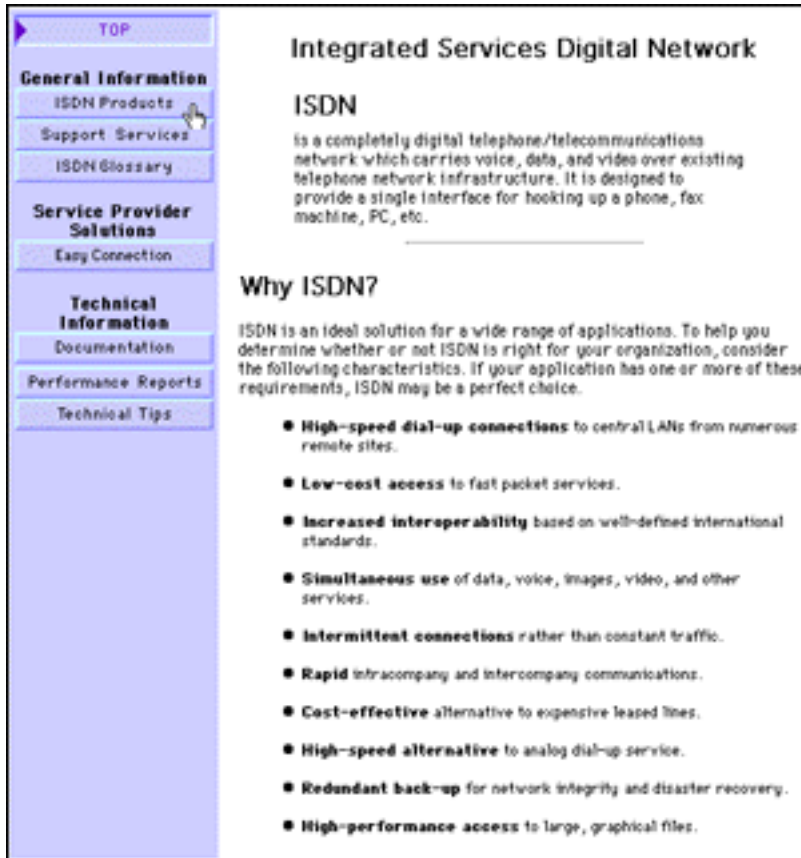 TOP
General Information
ISDN Products
Support Services
ISDN Glossary
Service Provider
Solutions
Easy Connection
Technical
Information
Documentation
Performance Reports
Technical Tips
Integrated Services Digital Network
ISDN
is a completely digital telephone/telecommunications
network which carries voice, data, and video over existing
telephone network infrastructure. It is designed to
provide a single interface for hooking up a phone, fax
machine, PC, etc.
Why ISDN?
ISDN is an ideal solution for a wide range of applications. To help you
determine whether or not ISDN is right for your organization, consider
the following characteristics. If your application has one or more of these
requirements, ISDN may be a perfect choice.
● High-speed dial-up connections to central LANs from numerous
remote sites.
● Low-cost access to fast packet services.
● Increased interoperability based on well-defined international
standards.
● Simultaneous use of data, voice, images, video, and other
services.
● Intermittent connections rather than constant traffic.
● Rapid intracompany and intercompany communications.
● Cost-effective alternative to expensive leased lines.
● High-speed alternative to analog dial-up service.
● Redundant back-up for network integrity and disaster recovery.
● High-performance access to large, graphical files.